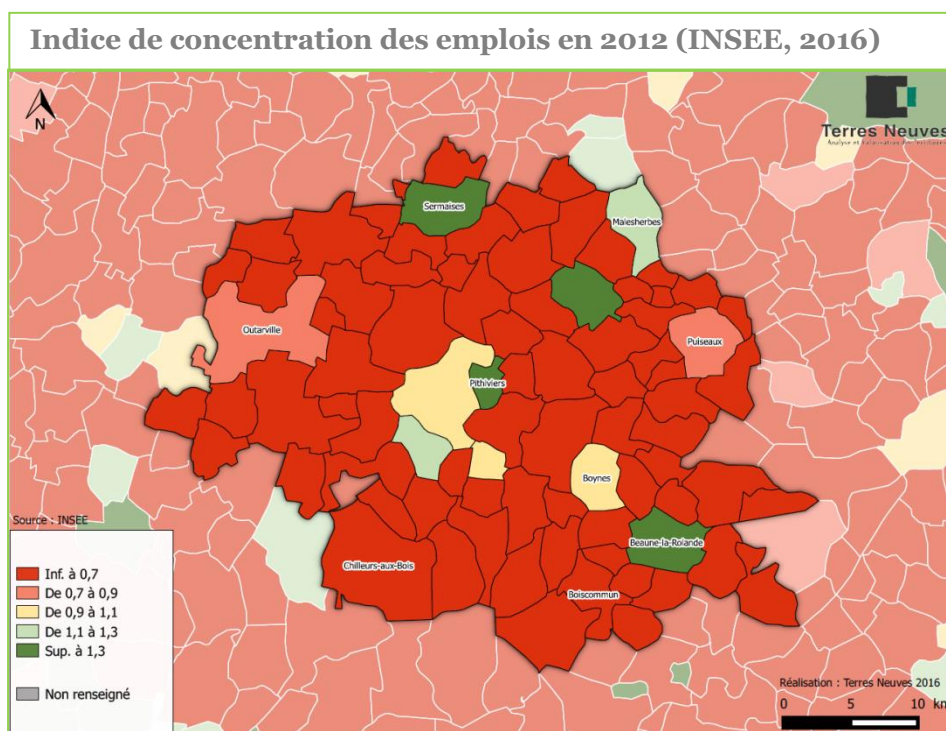 Indice de concentration des emplois en 2012 (INSEE, 2016)
N
Terres Neuves
Sermaises
Malesherbes
Outarville
Puiseaux
Pithiviers
Boynes
Source : INSEE
Beaune-la-Rolande
Chilleurs-aux-Bois
Inf. à 0,7
Boiscommun
De 0,7 à 0,9
De 0,9 à 1,1
De 1,1 à 1,3
Sup. à 1,3
Non renseigné
Réalisation : Terres Neuves 2016
0 5 10 km